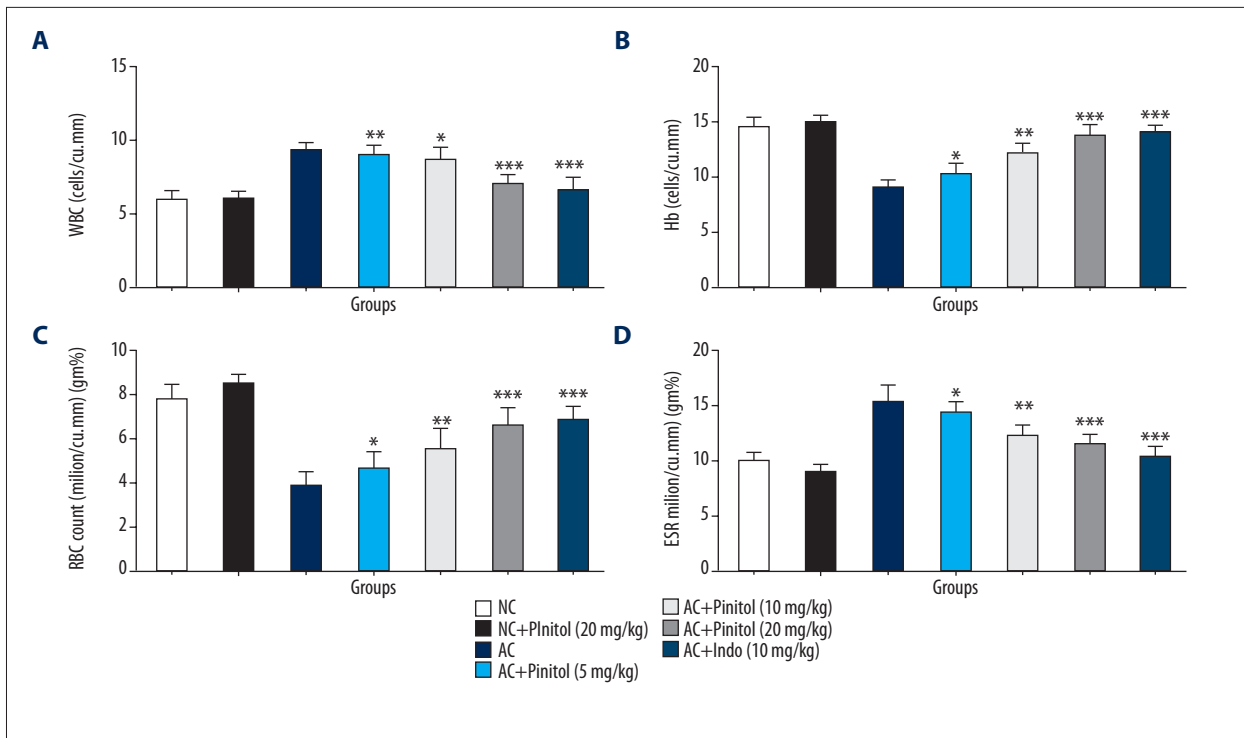 A
WBC (cells/cu.mm)
15
10
5
0
**
*
***
***
Groups
B
Hb (cells/cu.mm)
20
15
10
5
0
*
**
***
***
Groups
C
RBC count (milion/cu.mm) (gm%)
10
8
6
4
2
0
*
**
***
***
Groups
D
ESR milion/cu.mm) (gm%)
20
15
10
5
0
*
**
***
***
Groups
NC
NC+PInitol (20 mg/kg)
AC
AC+Pinitol (5 mg/kg)
AC+Pinitol (10 mg/kg)
AC+Pinitol (20 mg/kg)
AC+Indo (10 mg/kg)